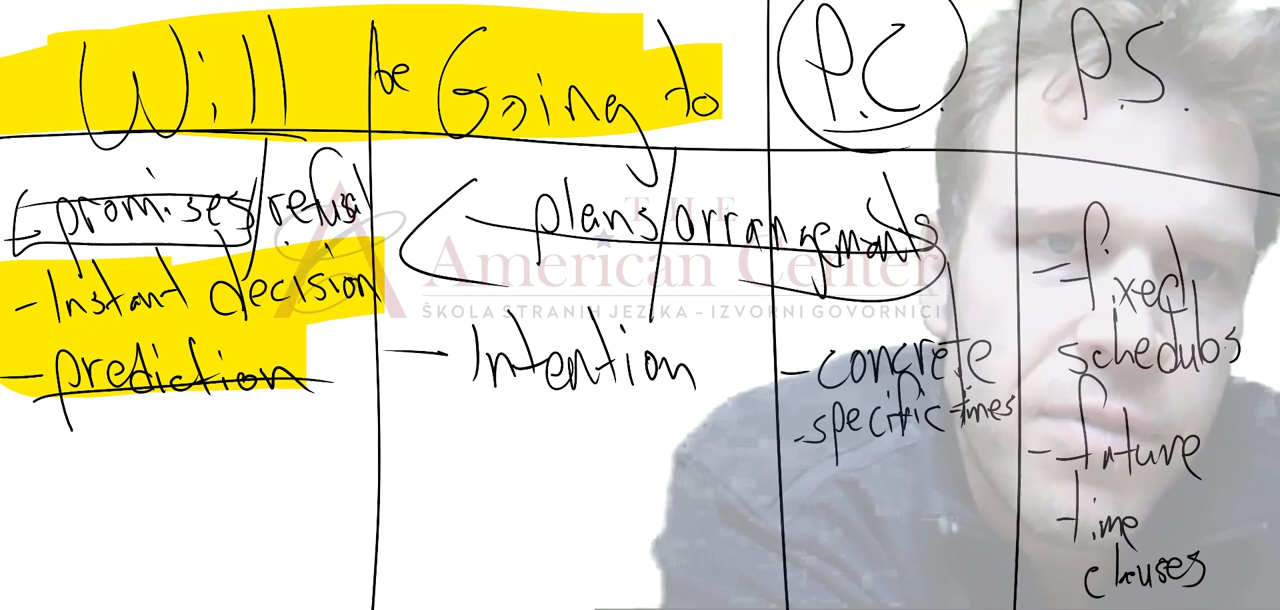 Will
be Going to
P.C.
P.S.
promises/refusal
- Instant decision
- prediction
plans/arrangements
- Intention
- concrete
- specific times
- fixed
schedules
- future
time
clauses
THE
American Center
ŠKOLA STRANIH JEZIKA - IZVORNI GOVORNICI